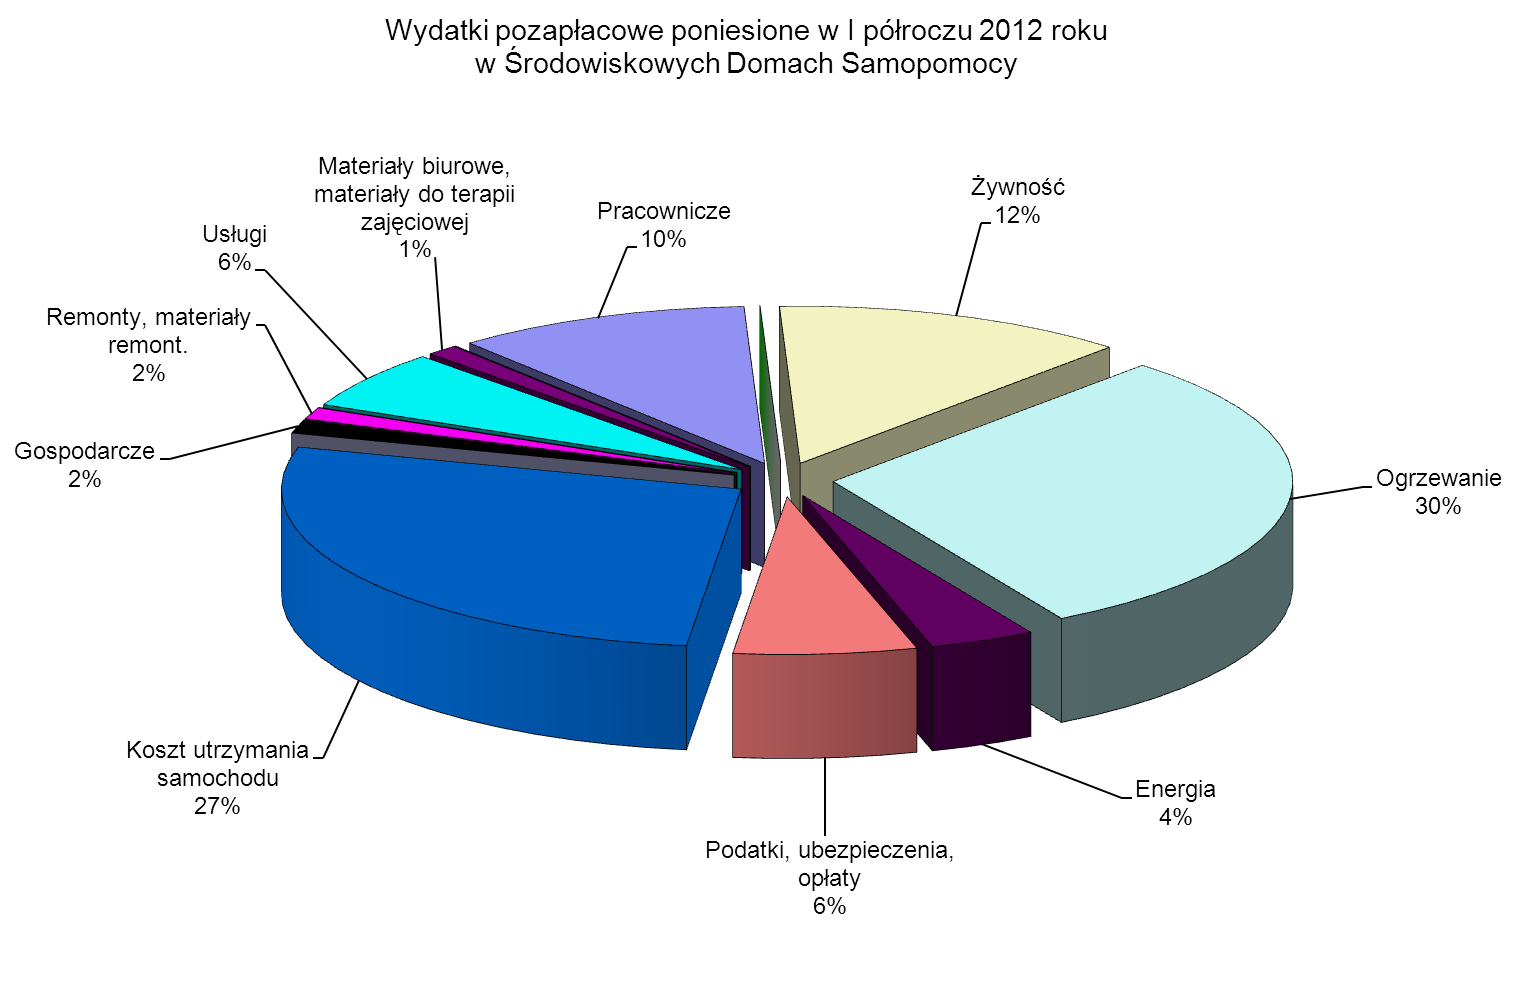 Wydatki pozapłacowe poniesione w I półroczu 2012 roku
w Środowiskowych Domach Samopomocy
Materiały biurowe,
materiały do terapii
zajęciowej
1%
Pracownicze
10%
Żywność
12%
Usługi
6%
Remonty, materiały
remont.
2%
Gospodarcze
2%
Ogrzewanie
30%
Koszt utrzymania
samochodu
27%
Energia
4%
Podatki, ubezpieczenia,
opłaty
6%